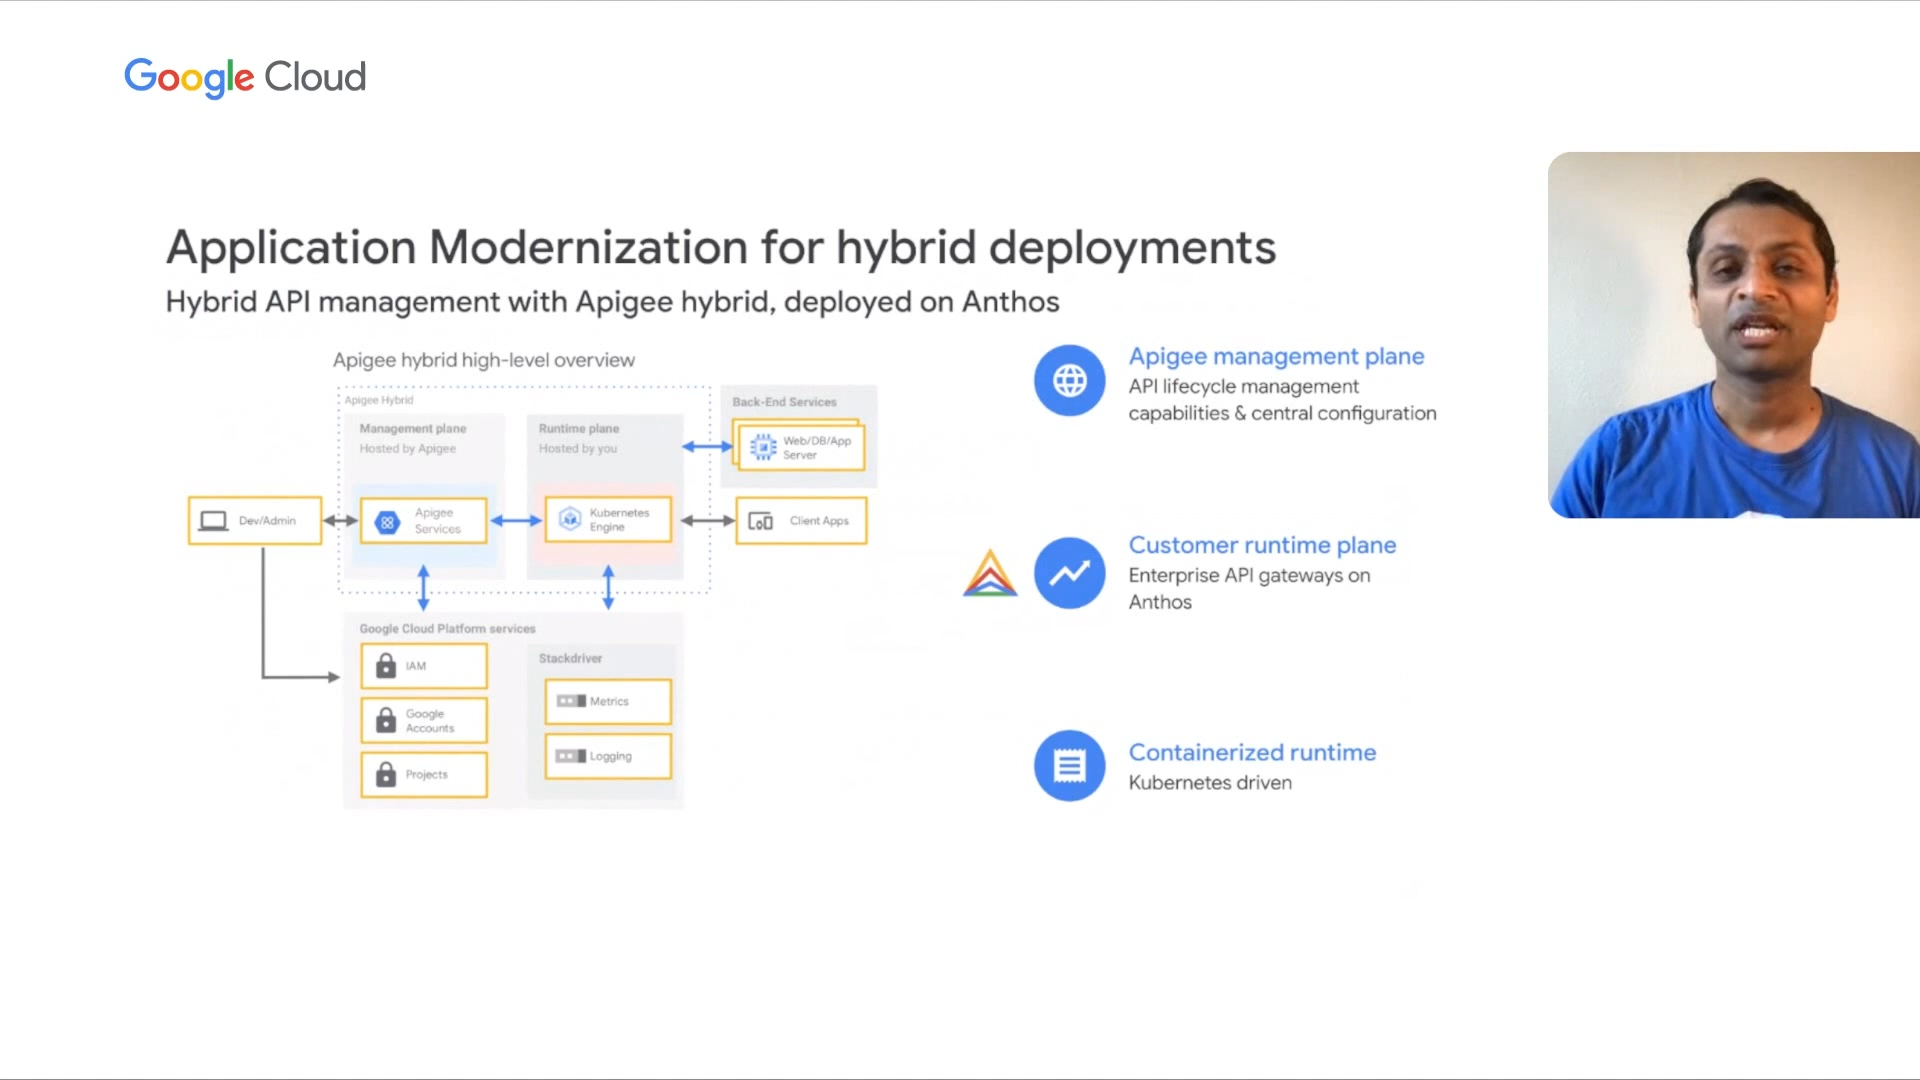 Google Cloud
Application Modernization for hybrid deployments
Hybrid API management with Apigee hybrid, deployed on Anthos
Apigee hybrid high-level overview
Apigee Hybrid
Management plane
Hosted by Apigee
Runtime plane
Hosted by you
Back-End Services
Web/DB/App
Server
Dev/Admin
Apigee
Services
Kubernetes
Engine
Client Apps
Google Cloud Platform services
IAM
Google
Accounts
Projects
Stackdriver
Metrics
Logging
Apigee management plane
API lifecycle management
capabilities & central configuration
Customer runtime plane
Enterprise API gateways on
Anthos
Containerized runtime
Kubernetes driven